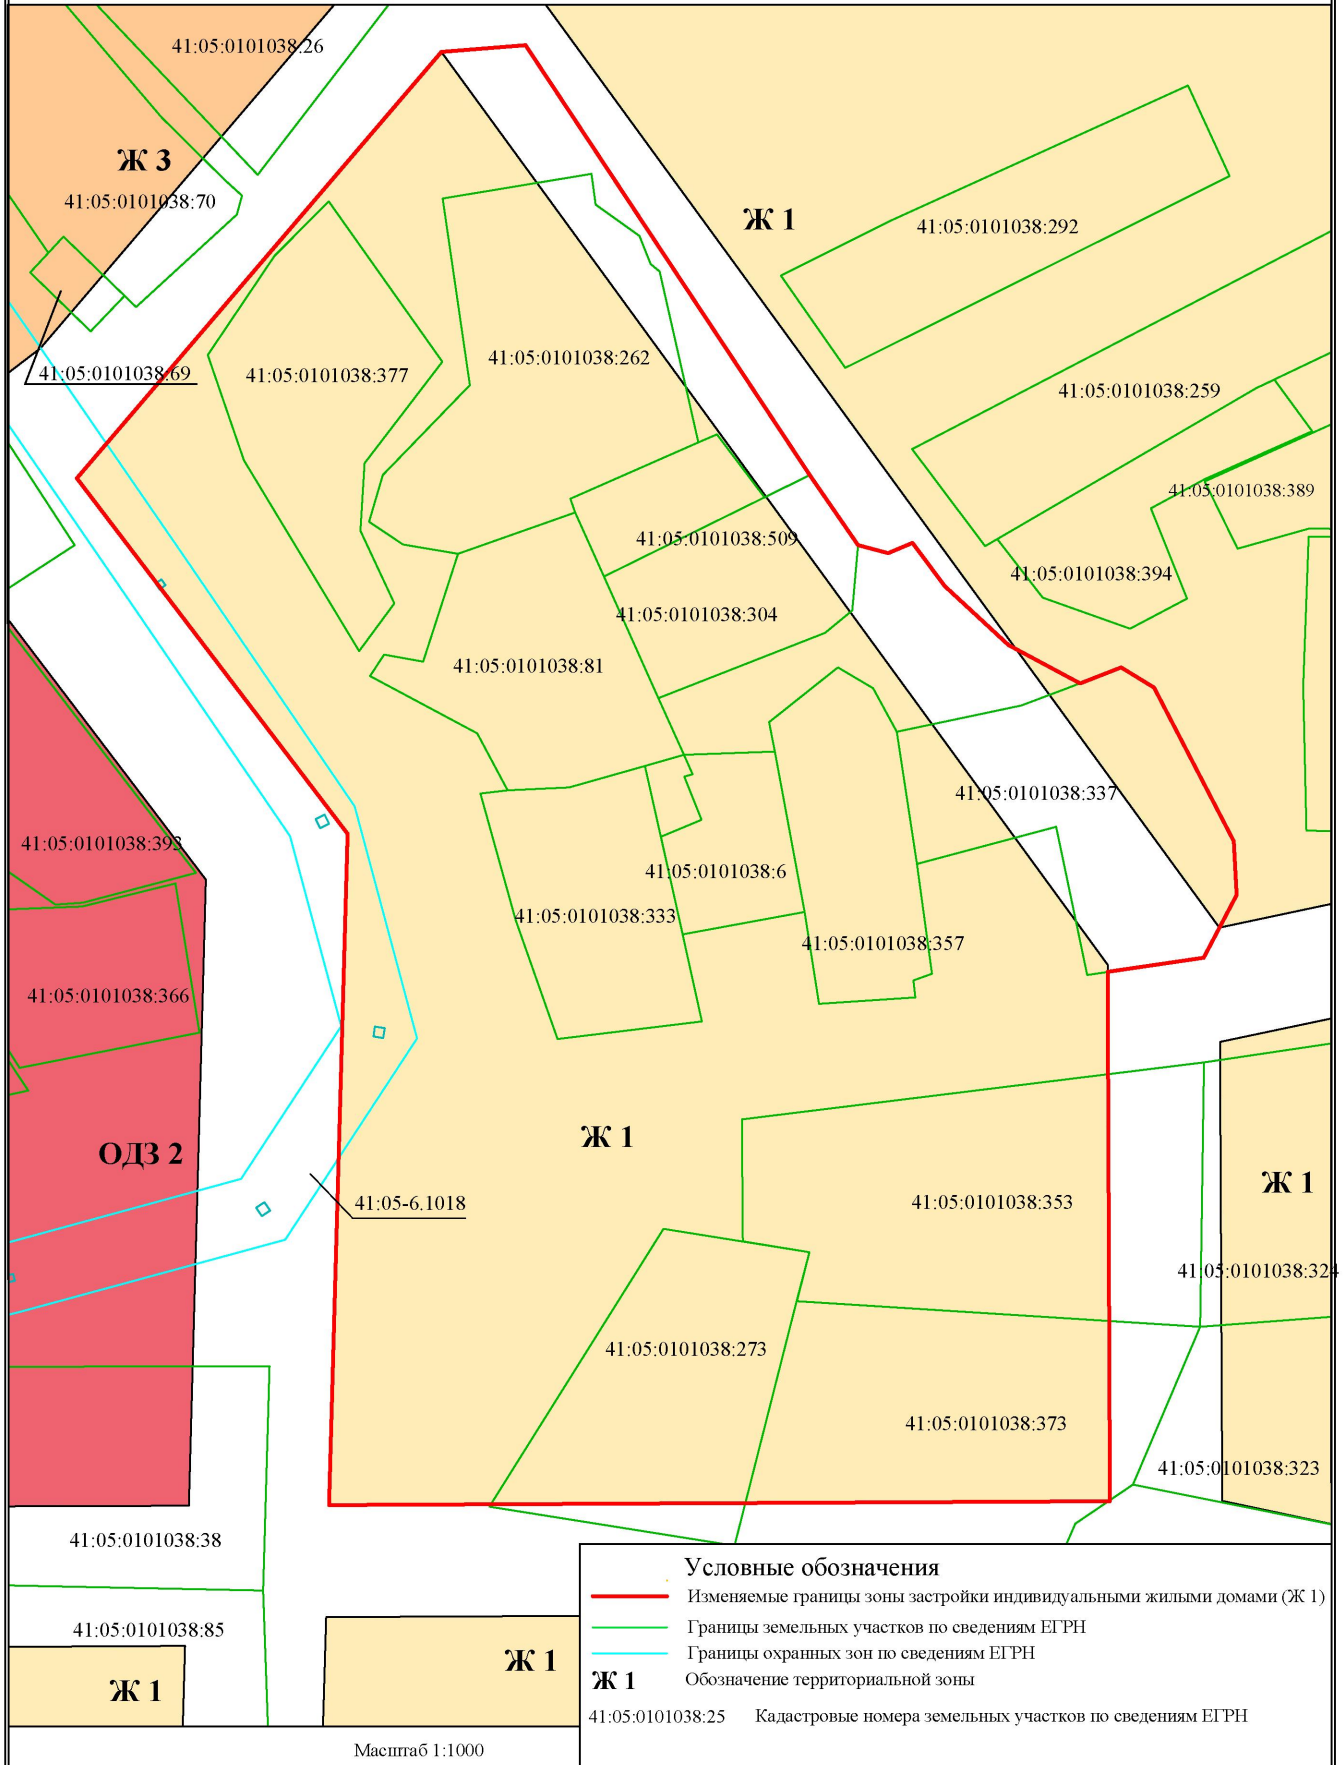 41:05:0101038:26
Ж 3
41:05:0101038:70
Ж 1
41:05:0101038:292
41:05:0101038:262
41:05:0101038:69
41:05:0101038:377
41:05:0101038:259
41:05:0101038:389
41:05:0101038:509
41:05:0101038:394
41:05:0101038:304
41:05:0101038:81
41:05:0101038:337
41:05:0101038:393
41:05:0101038:6
41:05:0101038:333
41:05:0101038:357
41:05:0101038:366
Ж 1
ОДЗ 2
Ж 1
41:05-6.1018
41:05:0101038:353
41:05:0101038:324
41:05:0101038:273
41:05:0101038:373
41:05:0101038:323
41:05:0101038:38
41:05:0101038:85
Ж 1
Ж 1
Условные обозначения
Изменяемые границы зоны застройки индивидуальными жилыми домами (Ж 1)
Границы земельных участков по сведениям ЕГРН
Границы охранных зон по сведениям ЕГРН
Ж 1 Обозначение территориальной зоны
41:05:0101038:25 Кадастровые номера земельных участков по сведениям ЕГРН
Масштаб 1:1000